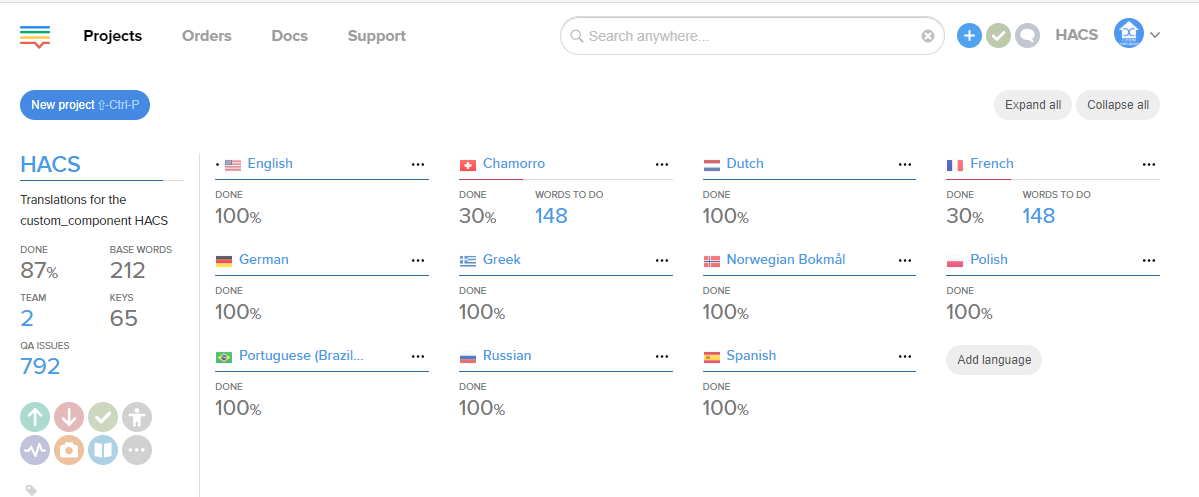 Projects Orders Docs Support Search anywhere... HACS
New project ⇧-Ctrl-P Expand all Collapse all
HACS
Translations for the
custom_component HACS
DONE BASE WORDS
87% 212
TEAM KEYS
2 65
QA ISSUES
792
• English ... Chamorro ... Dutch ... French ...
DONE DONE WORDS TO DO DONE DONE WORDS TO DO
100% 30% 148 100% 30% 148
German ... Greek ... Norwegian Bokmål ... Polish ...
DONE DONE DONE DONE
100% 100% 100% 100%
Portuguese (Brazil... ... Russian ... Spanish ... Add language
DONE DONE DONE
100% 100% 100%